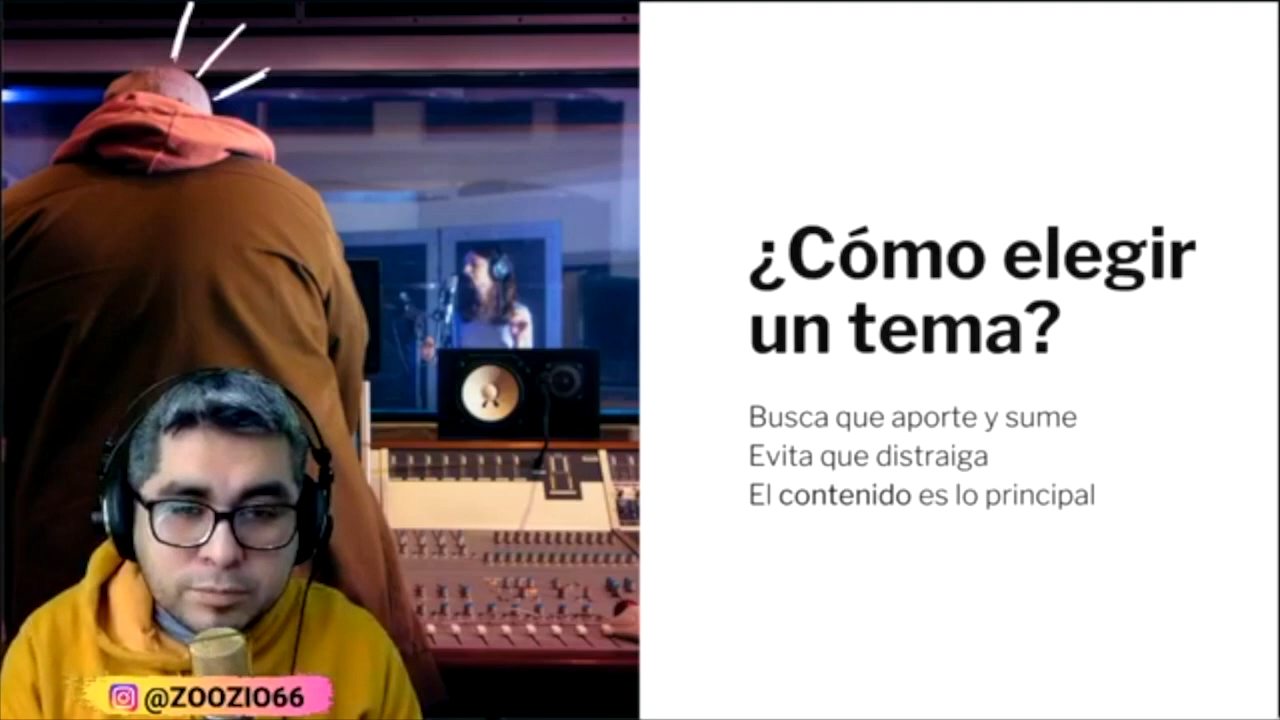 ¿Cómo elegir
un tema?
Busca que aporte y sume
Evita que distraiga
El contenido es lo principal
@ZOOZIO66